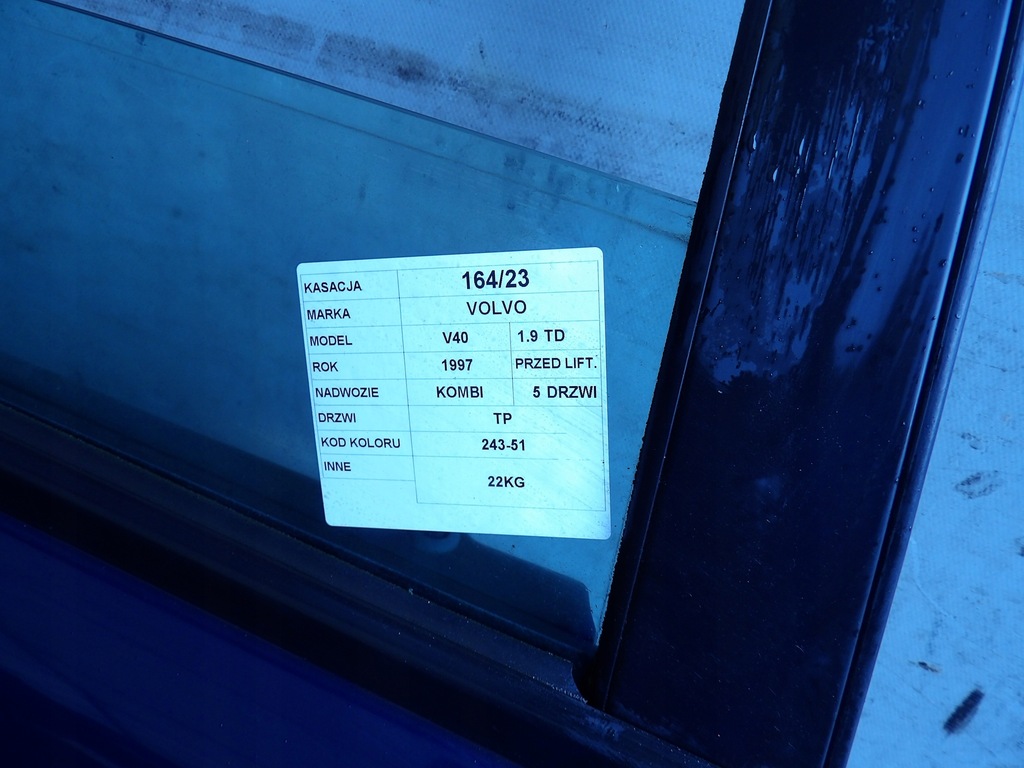 KASACJA 164/23
MARKA VOLVO
MODEL V40 1.9 TD
ROK 1997 PRZED LIFT.
NADWOZIE KOMBI 5 DRZWI
DRZWI TP
KOD KOLORU 243-51
INNE 22KG